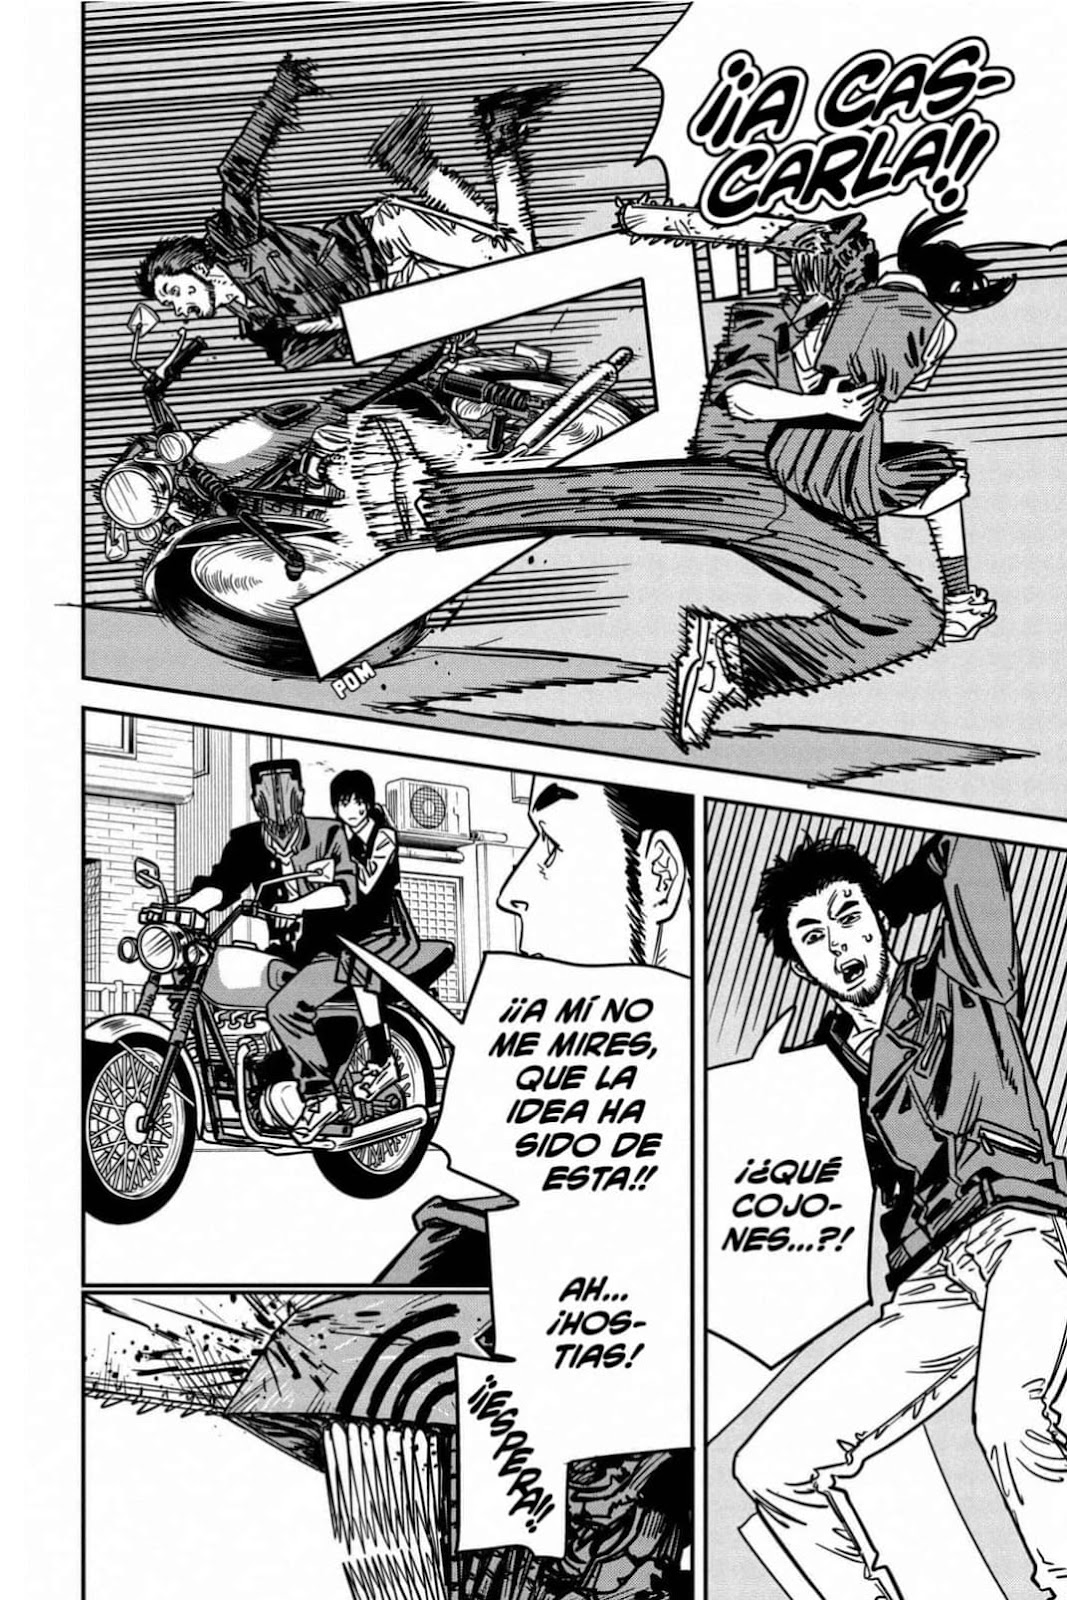 ¡¡A CAS-
CARLA!!
POM
¡¿QUÉ
COJO-
NES...?!
¡¡A MÍ NO
ME MIRES,
QUE LA
IDEA HA
SIDO DE
ESTA!!
AH...
¡HOS-
TIAS!
¡¡ESPERA!!